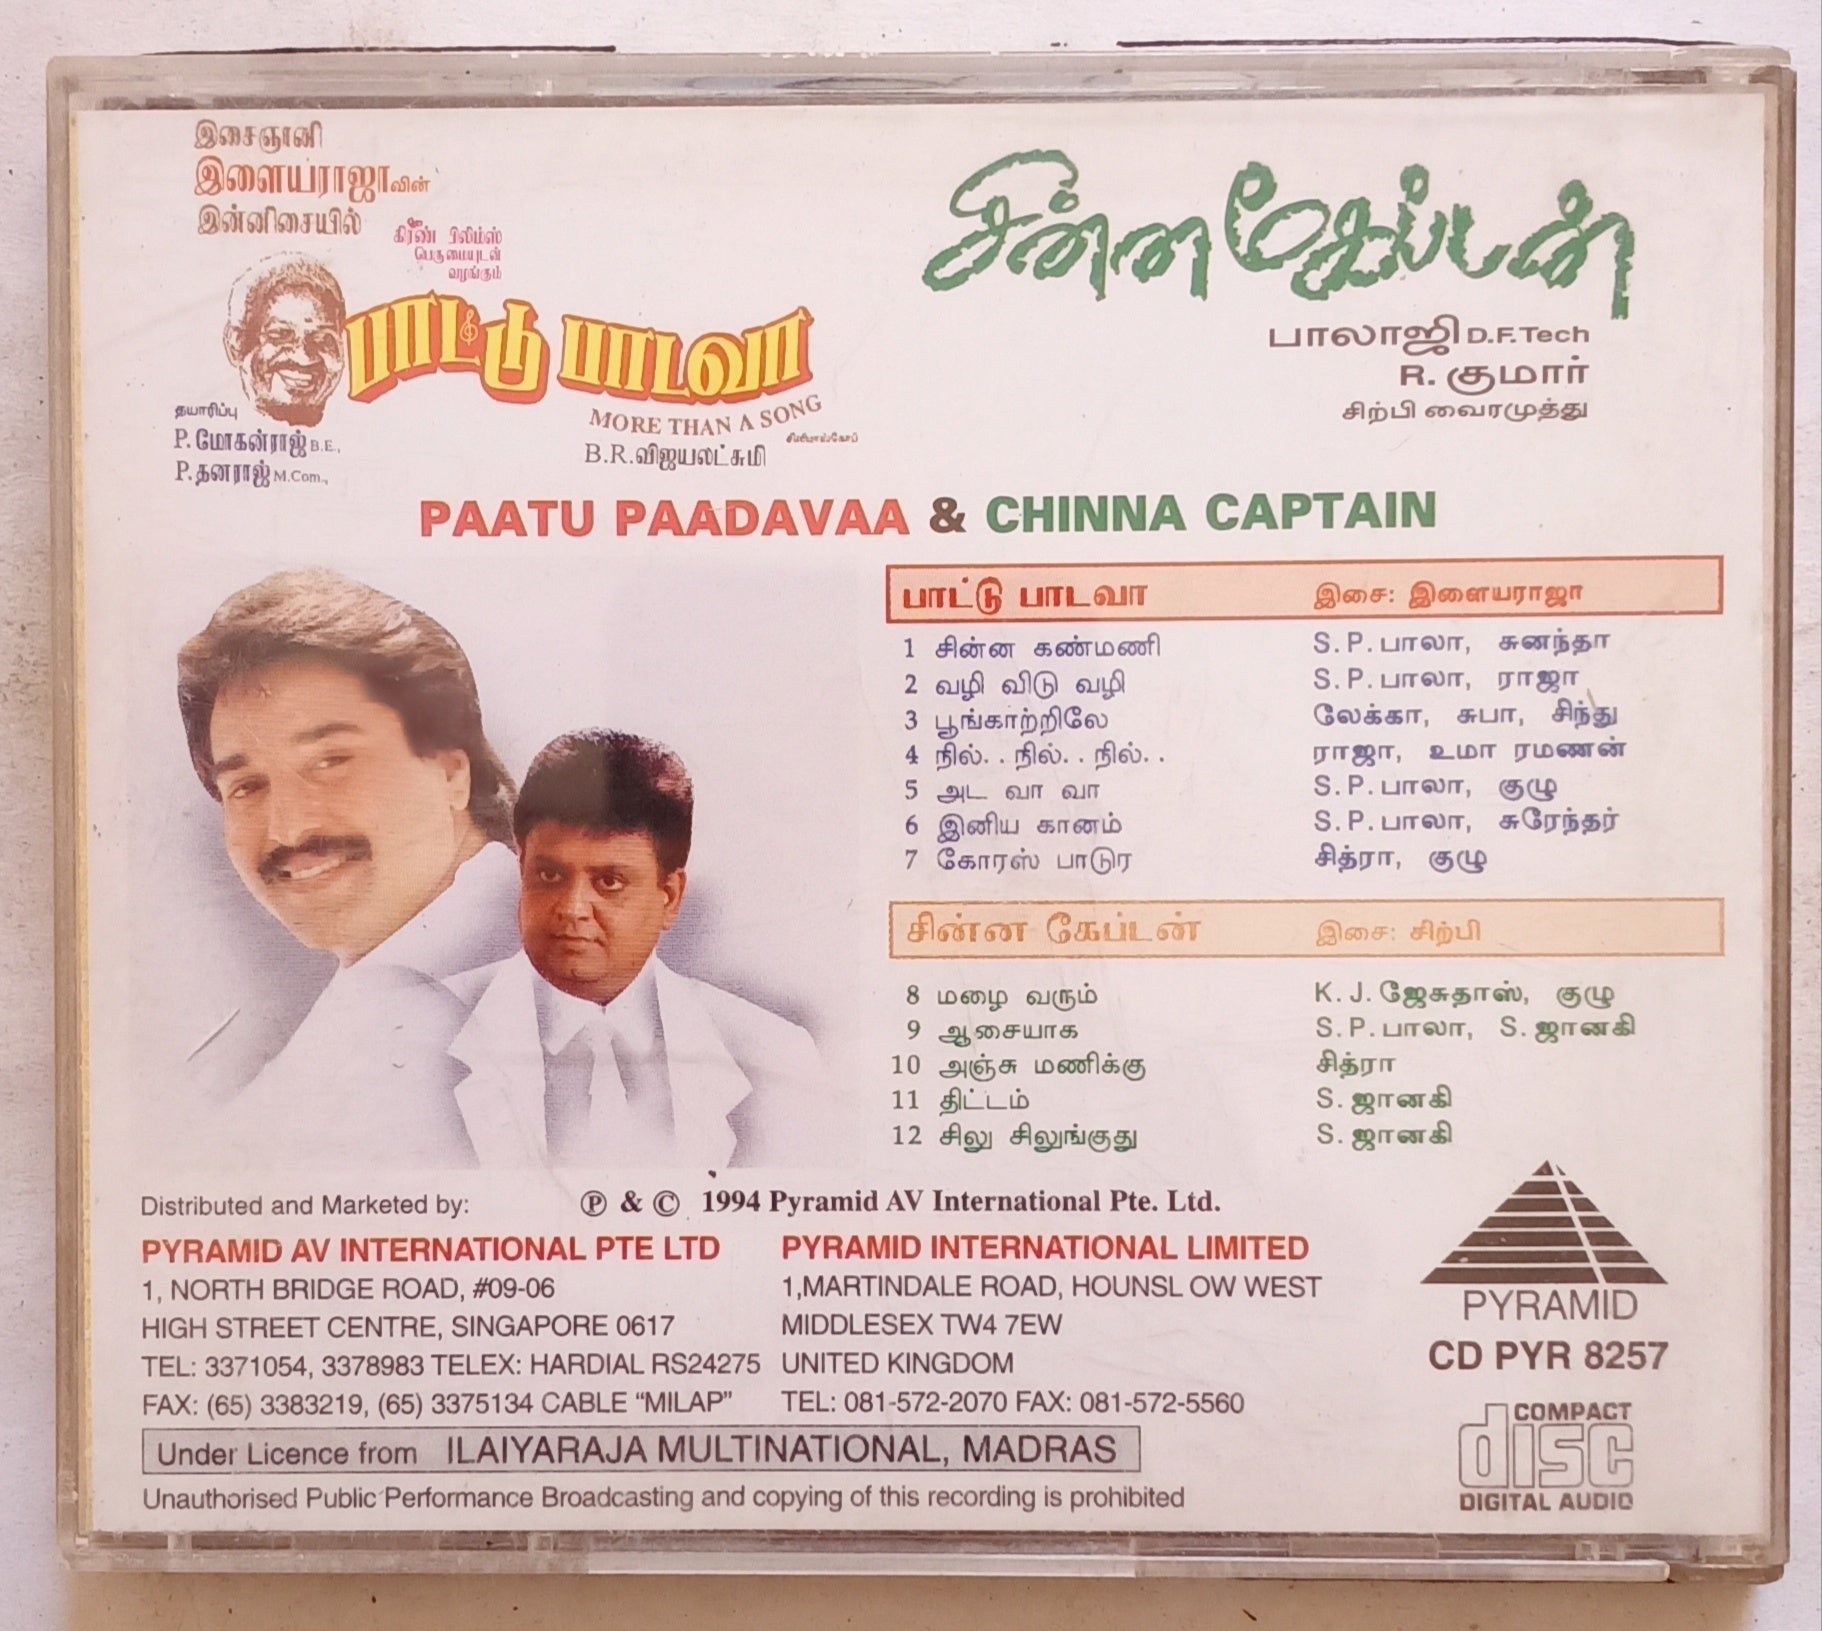 இசைஞானி
இளையராஜாவின்
இன்னிசையில்
கிரண் பிலிம்ஸ்
பெருமையுடன்
வழங்கும்
பாட்டு பாடவா
MORE THAN A SONG
சினிமாஸ்கோப்
B.R.விஜயலட்சுமி
தயாரிப்பு
P. மோகன்ராஜ் B.E.,
P. தனராஜ் M.Com.,
சின்ன கேப்டன்
பாலாஜி D.F.Tech
R. குமார்
சிற்பி வைரமுத்து
PAATU PAADAVAA & CHINNA CAPTAIN
பாட்டு பாடவா இசை: இளையராஜா
1 சின்ன கண்மணி S.P.பாலா, சுனந்தா
2 வழி விடு வழி S.P.பாலா, ராஜா
3 பூங்காற்றிலே லேக்கா, சுபா, சிந்து
4 நில்.. நில்.. நில்.. ராஜா, உமா ரமணன்
5 அட வா வா S.P.பாலா, குழு
6 இனிய கானம் S.P.பாலா, சுரேந்தர்
7 கோரஸ் பாடுர சித்ரா, குழு
சின்ன கேப்டன் இசை: சிற்பி
8 மழை வரும் K.J.ஜேசுதாஸ், குழு
9 ஆசையாக S.P.பாலா, S.ஜானகி
10 அஞ்சு மணிக்கு சித்ரா
11 திட்டம் S.ஜானகி
12 சிலு சிலுங்குது S.ஜானகி
Distributed and Marketed by: ℗ & © 1994 Pyramid AV International Pte. Ltd.
PYRAMID AV INTERNATIONAL PTE LTD
1, NORTH BRIDGE ROAD, #09-06
HIGH STREET CENTRE, SINGAPORE 0617
TEL: 3371054, 3378983 TELEX: HARDIAL RS24275
FAX: (65) 3383219, (65) 3375134 CABLE “MILAP”
PYRAMID INTERNATIONAL LIMITED
1,MARTINDALE ROAD, HOUNSL OW WEST
MIDDLESEX TW4 7EW
UNITED KINGDOM
TEL: 081-572-2070 FAX: 081-572-5560
PYRAMID
CD PYR 8257
Under Licence from ILAIYARAJA MULTINATIONAL, MADRAS
Unauthorised Public Performance Broadcasting and copying of this recording is prohibited
COMPACT
disc
DIGITAL AUDIO